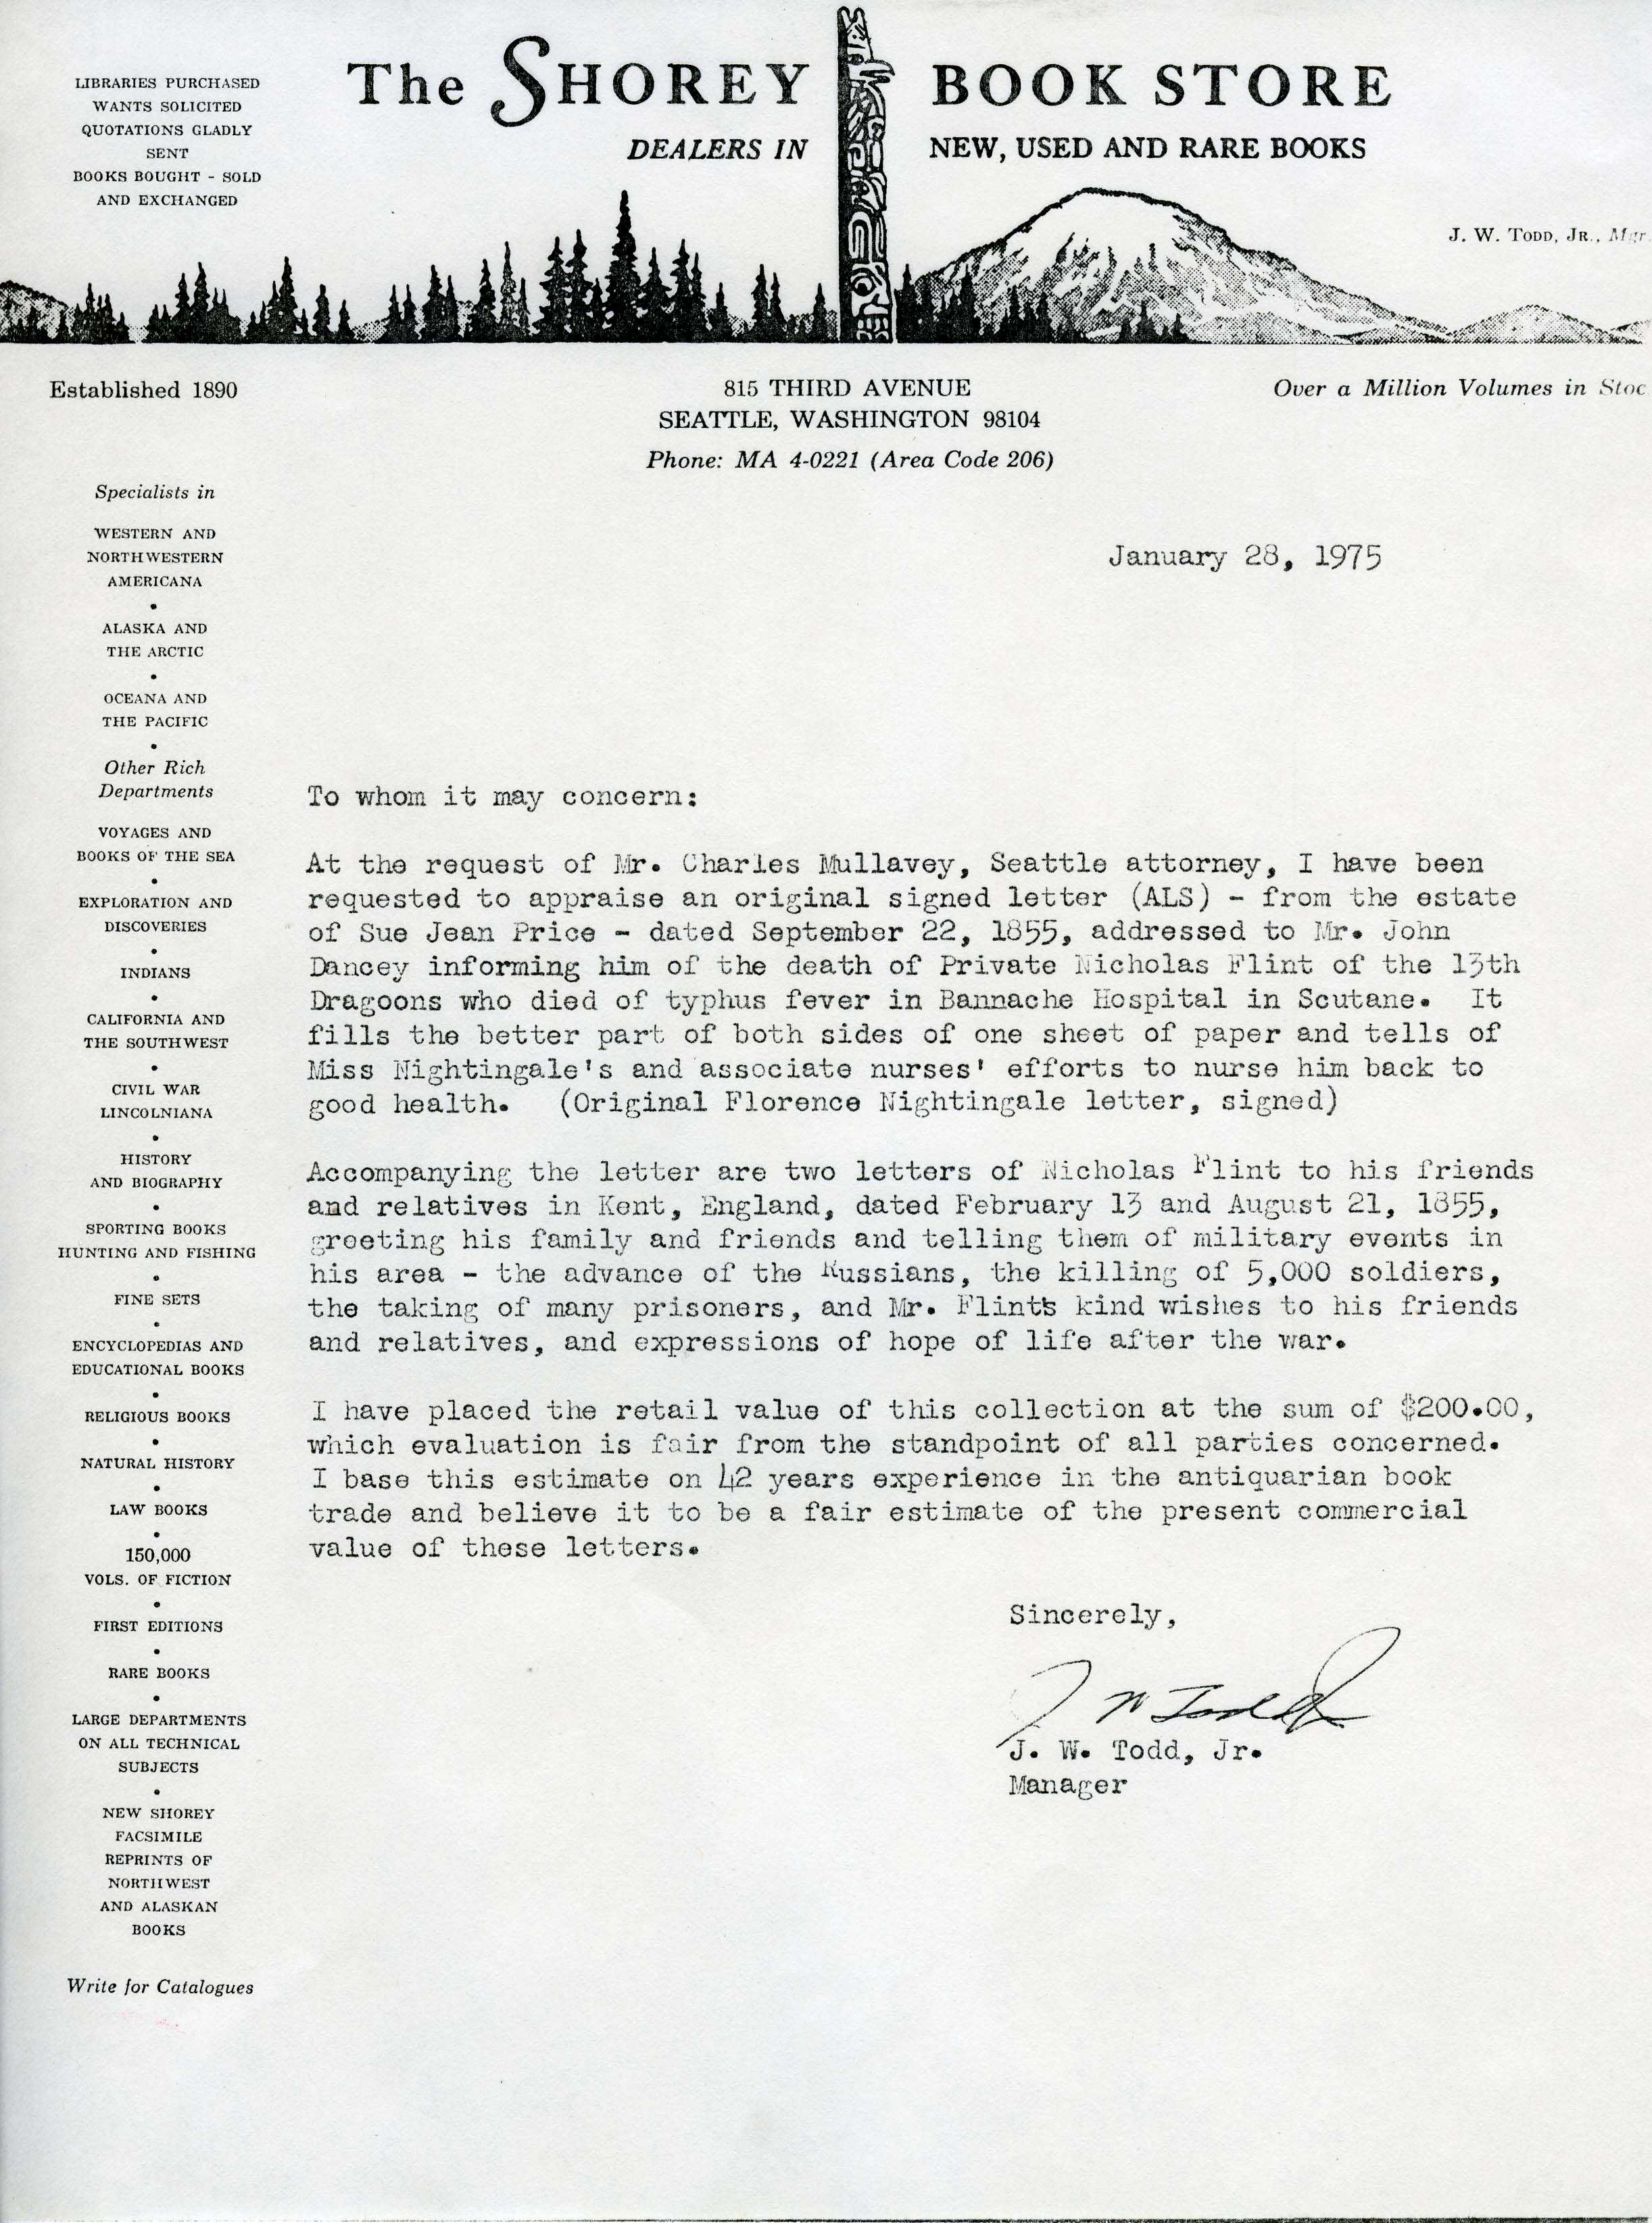 LIBRARIES PURCHASED
WANTS SOLICITED
QUOTATIONS GLADLY
SENT
BOOKS BOUGHT - SOLD
AND EXCHANGED
The SHOREY BOOK STORE
DEALERS IN NEW, USED AND RARE BOOKS
J. W. TODD, JR., Mgr.
Established 1890
815 THIRD AVENUE
SEATTLE, WASHINGTON 98104
Phone: MA 4-0221 (Area Code 206)
Over a Million Volumes in Stoc
Specialists in
WESTERN AND
NORTHWESTERN
AMERICANA
•
ALASKA AND
THE ARCTIC
•
OCEANA AND
THE PACIFIC
•
Other Rich
Departments
VOYAGES AND
BOOKS OF THE SEA
•
EXPLORATION AND
DISCOVERIES
•
INDIANS
•
CALIFORNIA AND
THE SOUTHWEST
•
CIVIL WAR
LINCOLNIANA
•
HISTORY
AND BIOGRAPHY
•
SPORTING BOOKS
HUNTING AND FISHING
•
FINE SETS
•
ENCYCLOPEDIAS AND
EDUCATIONAL BOOKS
•
RELIGIOUS BOOKS
•
NATURAL HISTORY
•
LAW BOOKS
•
150,000
VOLS. OF FICTION
•
FIRST EDITIONS
•
RARE BOOKS
•
LARGE DEPARTMENTS
ON ALL TECHNICAL
SUBJECTS
•
NEW SHOREY
FACSIMILE
REPRINTS OF
NORTHWEST
AND ALASKAN
BOOKS
Write for Catalogues
January 28, 1975
To whom it may concern:
At the request of Mr. Charles Mullavey, Seattle attorney, I have been
requested to appraise an original signed letter (ALS) - from the estate
of Sue Jean Price - dated September 22, 1855, addressed to Mr. John
Dancey informing him of the death of Private Nicholas Flint of the 13th
Dragoons who died of typhus fever in Bannache Hospital in Scutane. It
fills the better part of both sides of one sheet of paper and tells of
Miss Nightingale's and associate nurses' efforts to nurse him back to
good health. (Original Florence Nightingale letter, signed)
Accompanying the letter are two letters of Nicholas Flint to his friends
and relatives in Kent, England, dated February 13 and August 21, 1855,
greeting his family and friends and telling them of military events in
his area - the advance of the Russians, the killing of 5,000 soldiers,
the taking of many prisoners, and Mr. Flint's kind wishes to his friends
and relatives, and expressions of hope of life after the war.
I have placed the retail value of this collection at the sum of $200.00,
which evaluation is fair from the standpoint of all parties concerned.
I base this estimate on 42 years experience in the antiquarian book
trade and believe it to be a fair estimate of the present commercial
value of these letters.
Sincerely,
J W Todd Jr
J. W. Todd, Jr.
Manager